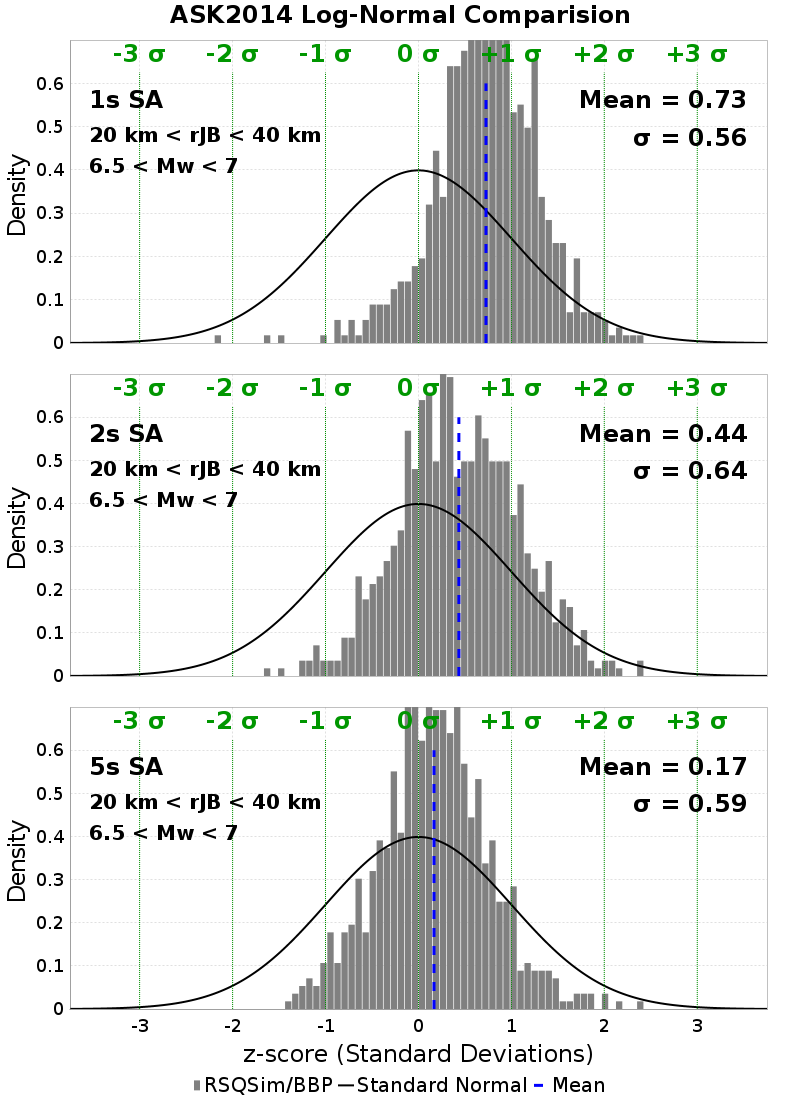 ASK2014 Log-Normal Comparision
-3 σ -2 σ -1 σ 0 σ +1 σ +2 σ +3 σ
1s SA
Mean = 0.73
20 km < rJB < 40 km
σ = 0.56
6.5 < Mw < 7
Density
0.6
0.5
0.4
0.3
0.2
0.1
0
-3 σ -2 σ -1 σ 0 σ +1 σ +2 σ +3 σ
2s SA
Mean = 0.44
20 km < rJB < 40 km
σ = 0.64
6.5 < Mw < 7
Density
0.6
0.5
0.4
0.3
0.2
0.1
0
-3 σ -2 σ -1 σ 0 σ +1 σ +2 σ +3 σ
5s SA
Mean = 0.17
20 km < rJB < 40 km
σ = 0.59
6.5 < Mw < 7
Density
0.6
0.5
0.4
0.3
0.2
0.1
0
-3 -2 -1 0 1 2 3
z-score (Standard Deviations)
RSQSim/BBP Standard Normal Mean